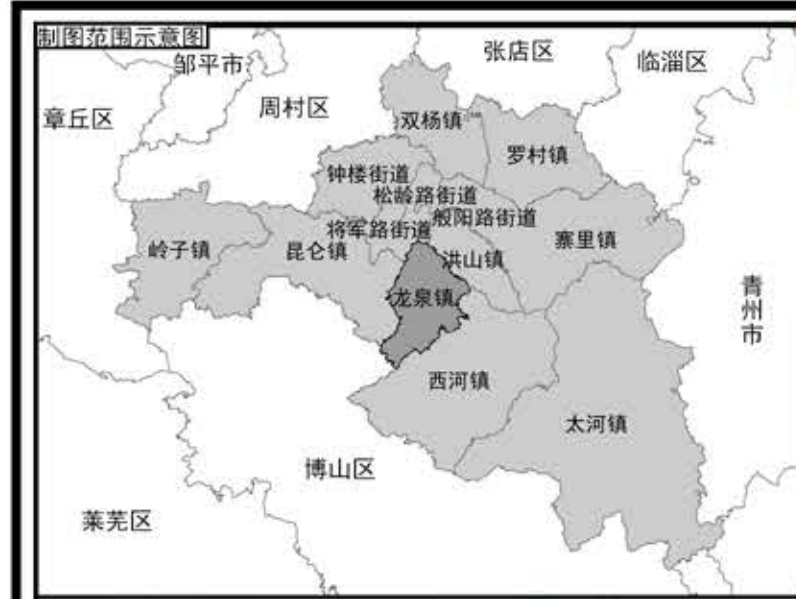 制图范围示意图
邹平市
张店区
临淄区
章丘区
周村区
双杨镇
罗村镇
钟楼街道
松龄路街道
般阳路街道
将军路街道
岭子镇
昆仑镇
洪山镇
寨里镇
龙泉镇
青州市
西河镇
太河镇
博山区
莱芜区